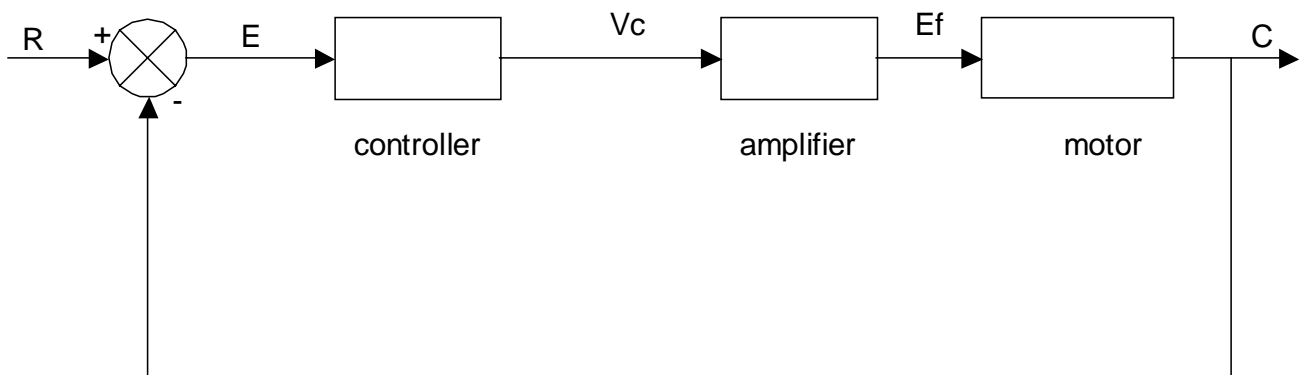 R
+
-
E
Vc
Ef
C
controller
amplifier
motor